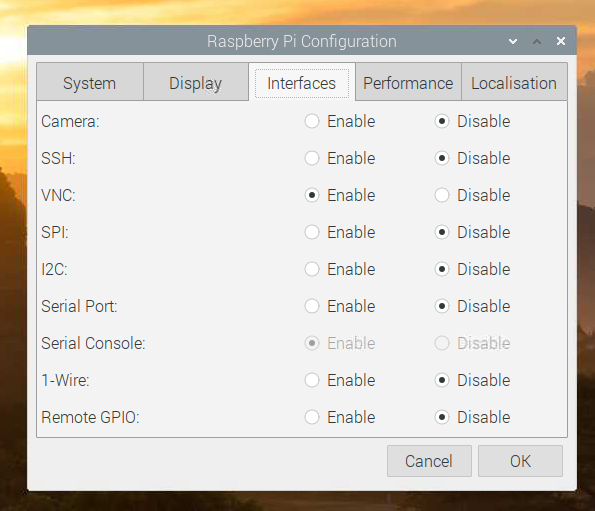 Raspberry Pi Configuration
System Display Interfaces Performance Localisation
Camera: Enable Disable
SSH: Enable Disable
VNC: Enable Disable
SPI: Enable Disable
I2C: Enable Disable
Serial Port: Enable Disable
Serial Console: Enable Disable
1-Wire: Enable Disable
Remote GPIO: Enable Disable
Cancel OK